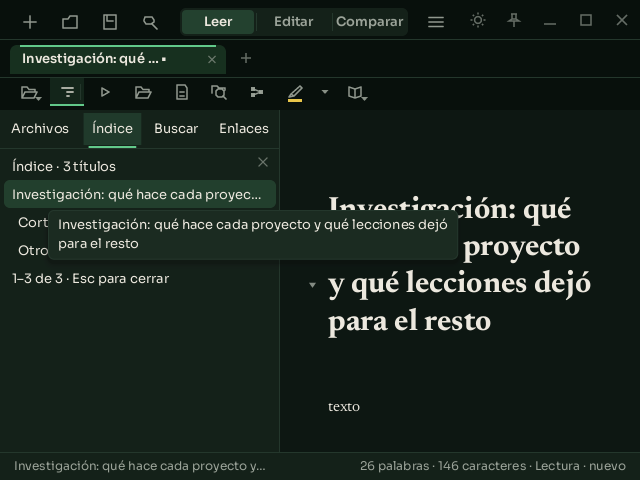 Leer
Editar
Comparar
Investigación: qué ... •
Archivos
Índice
Buscar
Enlaces
Índice · 3 títulos
Investigación: qué hace cada proyec...
Cort
Otro
Investigación: qué hace cada proyecto y qué lecciones dejó
para el resto
1–3 de 3 · Esc para cerrar
Investigación: qué
proyecto
y qué lecciones dejó
para el resto
texto
Investigación: qué hace cada proyecto y...
26 palabras · 146 caracteres · Lectura · nuevo